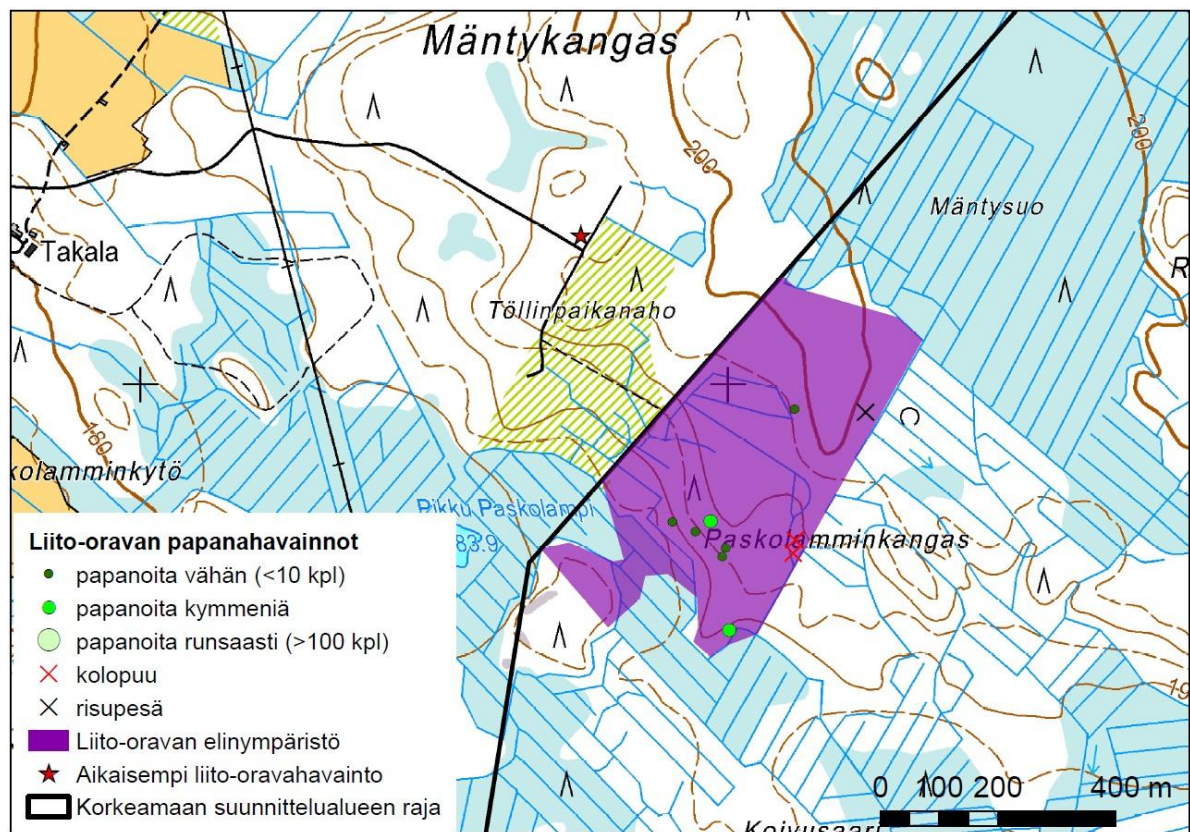 Mäntykangas
200
200
Mäntysuo
R
Takala
Töllinpaikanaho
180
kolamminkytö
Pikku Paskolampi
83.9
Paskolamminkangas
Liito-oravan papanahavainnot
papanoita vähän (<10 kpl)
papanoita kymmeniä
papanoita runsaasti (>100 kpl)
kolopuu
risupesä
Liito-oravan elinympäristö
Aikaisempi liito-oravahavainto
Korkeamaan suunnittelualueen raja
19
0 100 200 400 m
Koivusaari